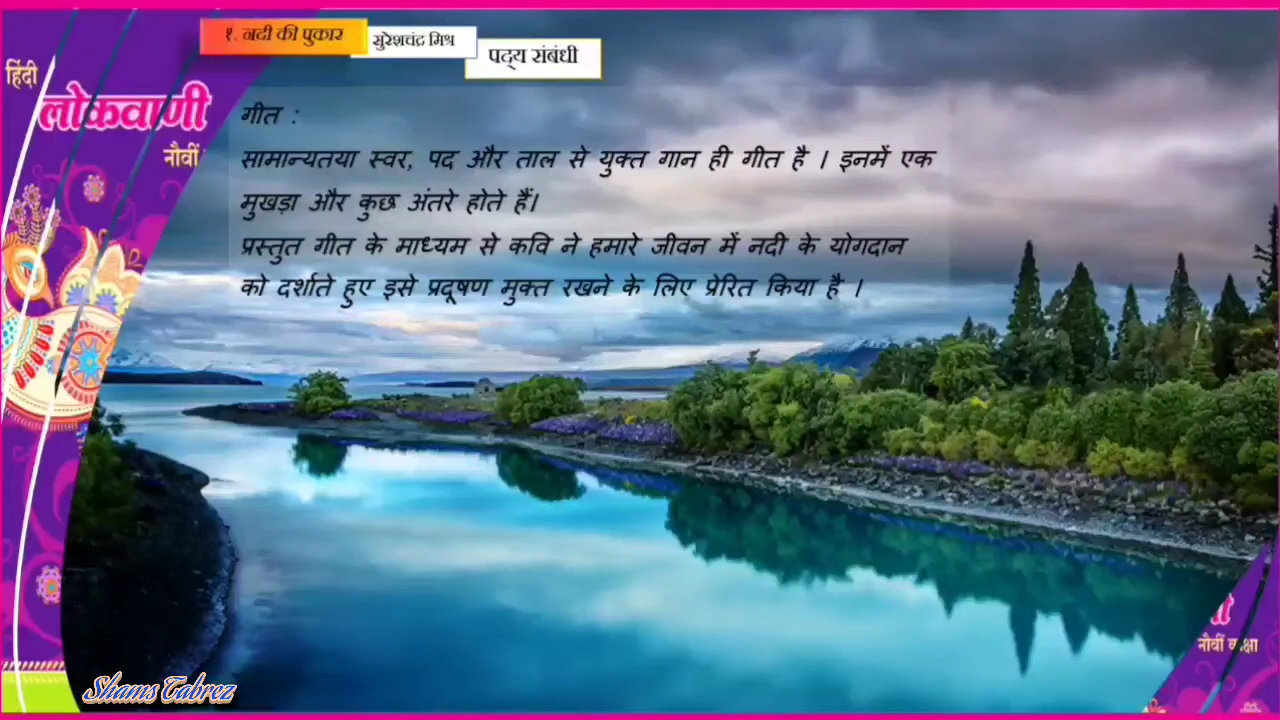 १. नदी की पुकार
सुरेशचंद्र मिश्र
पद्य संबंधी
हिंदी
लोकवाणी
नौवीं
गीत :
सामान्यतया स्वर, पद और ताल से युक्त गान ही गीत है । इनमें एक
मुखड़ा और कुछ अंतरे होते हैं।
प्रस्तुत गीत के माध्यम से कवि ने हमारे जीवन में नदी के योगदान
को दर्शाते हुए इसे प्रदूषण मुक्त रखने के लिए प्रेरित किया है ।
नौवीं कक्षा
Shams Tabrez